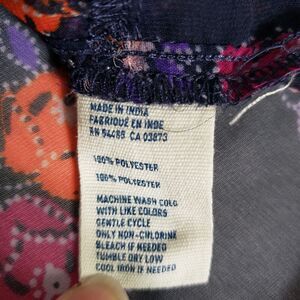 MADE IN INDIA
FABRIQUÉ EN INDE
RN 54485 CA 03873
100% POLYESTER
100% POLYESTER
MACHINE WASH COLD
WITH LIKE COLORS
GENTLE CYCLE
ONLY NON-CHLORINE
BLEACH IF NEEDED
TUMBLE DRY LOW
COOL IRON IF NEEDED